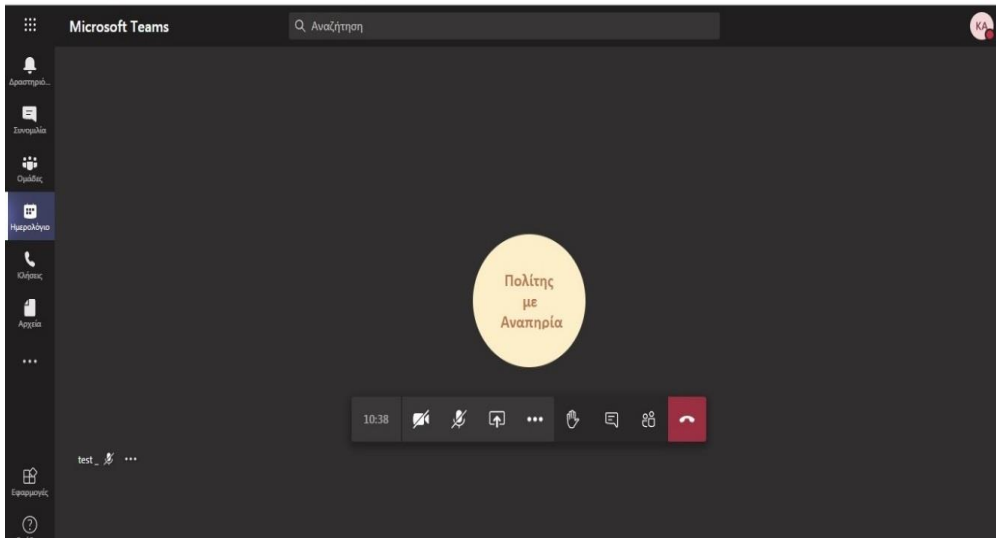 Microsoft Teams
Αναζήτηση
KA
Δραστηριό...
Συνομιλία
Ομάδες
Ημερολόγιο
Κλήσεις
Αρχεία
Πολίτης
με
Αναπηρία
10:38
test_
Εφαρμογές